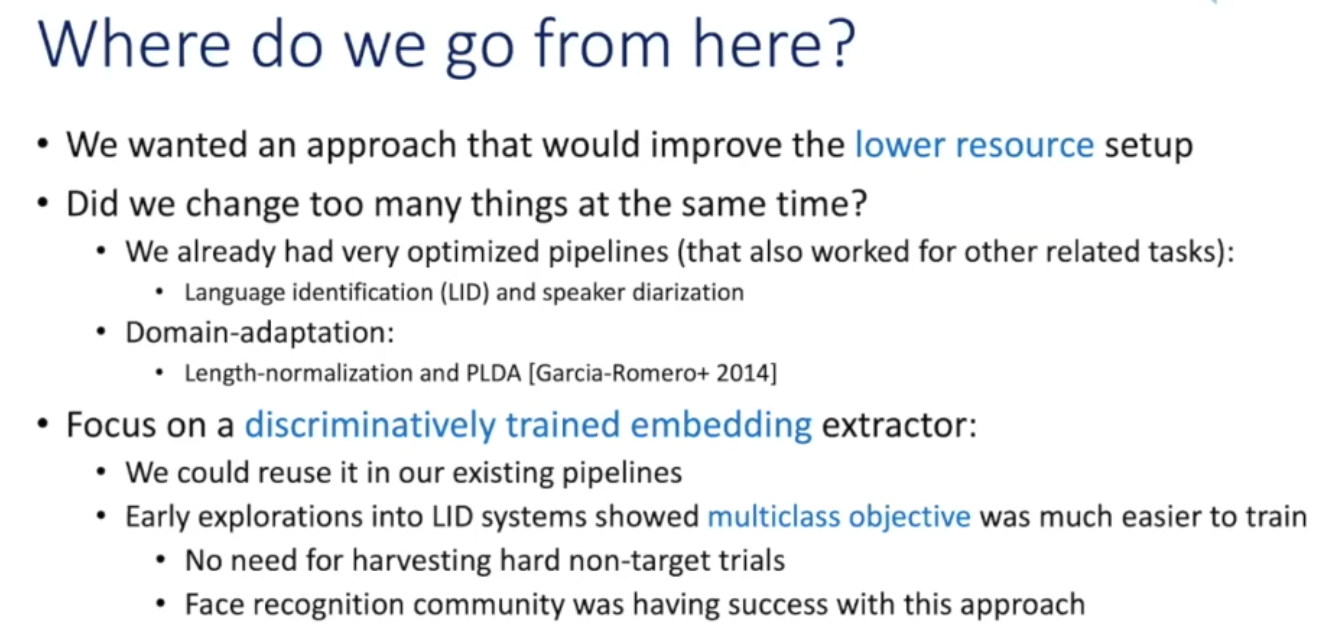 Where do we go from here?
• We wanted an approach that would improve the lower resource setup
• Did we change too many things at the same time?
• We already had very optimized pipelines (that also worked for other related tasks):
• Language identification (LID) and speaker diarization
• Domain-adaptation:
• Length-normalization and PLDA [Garcia-Romero+ 2014]
• Focus on a discriminatively trained embedding extractor:
• We could reuse it in our existing pipelines
• Early explorations into LID systems showed multiclass objective was much easier to train
• No need for harvesting hard non-target trials
• Face recognition community was having success with this approach